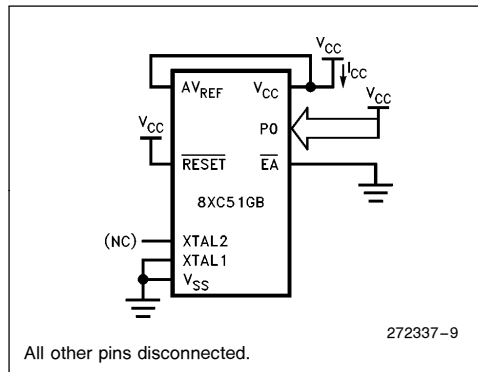 VCC
ICC
AVREF
VCC
VCC
P0
VCC
RESET
EA
8XC51GB
(NC)
XTAL2
XTAL1
VSS
272337-9
All other pins disconnected.